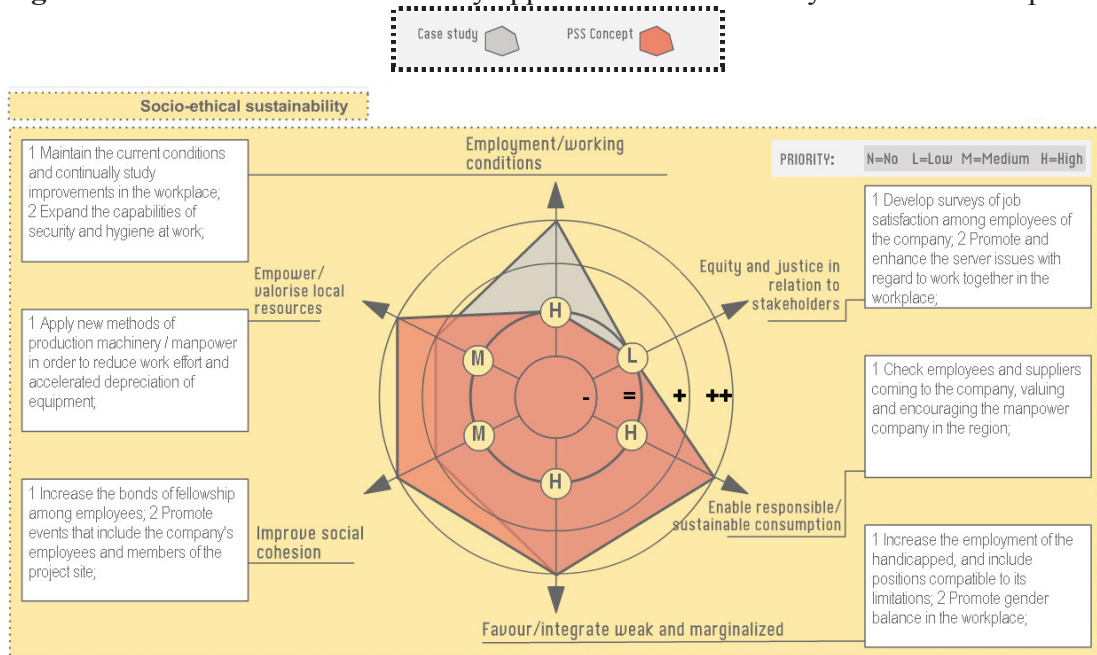 Case study
PSS Concept
Socio-ethical sustainability
Employment/working
conditions
PRIORITY: N=No L=Low M=Medium H=High
1 Maintain the current conditions
and continually study
improvements in the workplace;
2 Expand the capabilities of
security and hygiene at work;
1 Develop surveys of job
satisfaction among employees of
the company; 2 Promote and
enhance the server issues with
regard to work together in the
workplace;
Empower/
valorise local
resources
Equity and justice in
relation to
stakeholders
1 Apply new methods of
production machinery / manpower
in order to reduce work effort and
accelerated depreciation of
equipment;
H
M
L
- = + ++
M
H
H
1 Check employees and suppliers
coming to the company, valuing
and encouraging the manpower
company in the region;
1 Increase the bonds of fellowship
among employees; 2 Promote
events that include the company's
employees and members of the
project site;
Improve social
cohesion
Enable responsible/
sustainable consumption
1 Increase the employment of the
handicapped, and include
positions compatible to its
limitations; 2 Promote gender
balance in the workplace;
Favour/integrate weak and marginalized